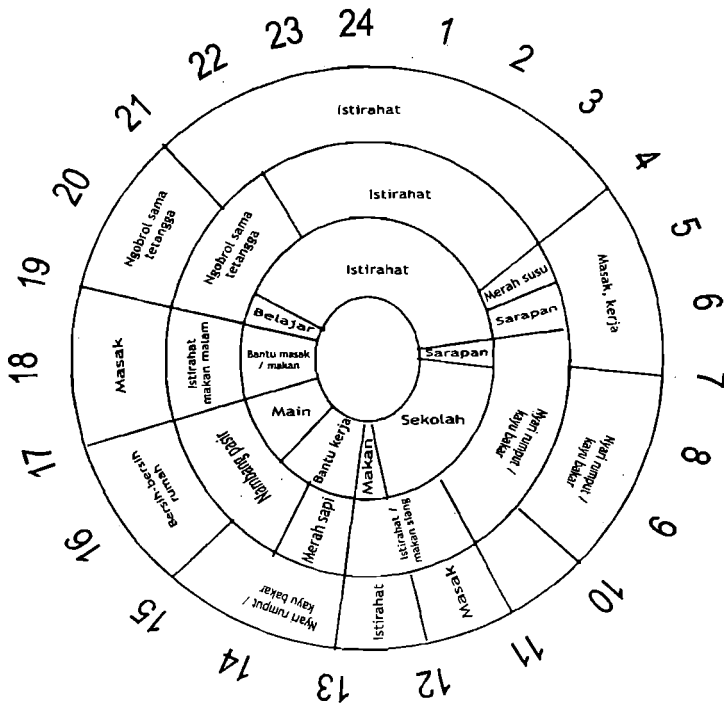 24
1
2
3
4
5
6
7
8
9
10
11
12
13
14
15
16
17
18
19
20
21
22
23
Istirahat
Masak, kerja
Nyari rumput /
kayu bakar
Masak
Istirahat
Nyari rumput /
kayu bakar
Bersih-bersih
rumah
Masak
Ngobrol sama
tetangga
Istirahat
Merah susu
Sarapan
Nyari rumput /
kayu bakar
Istirahat /
makan siang
Merah sapi
Nambang pasir
Istirahat
makan malam
Ngobrol sama
tetangga
Istirahat
Sarapan
Sekolah
Makan
Bantu kerja
Main
Bantu masak
/ makan
Belajar